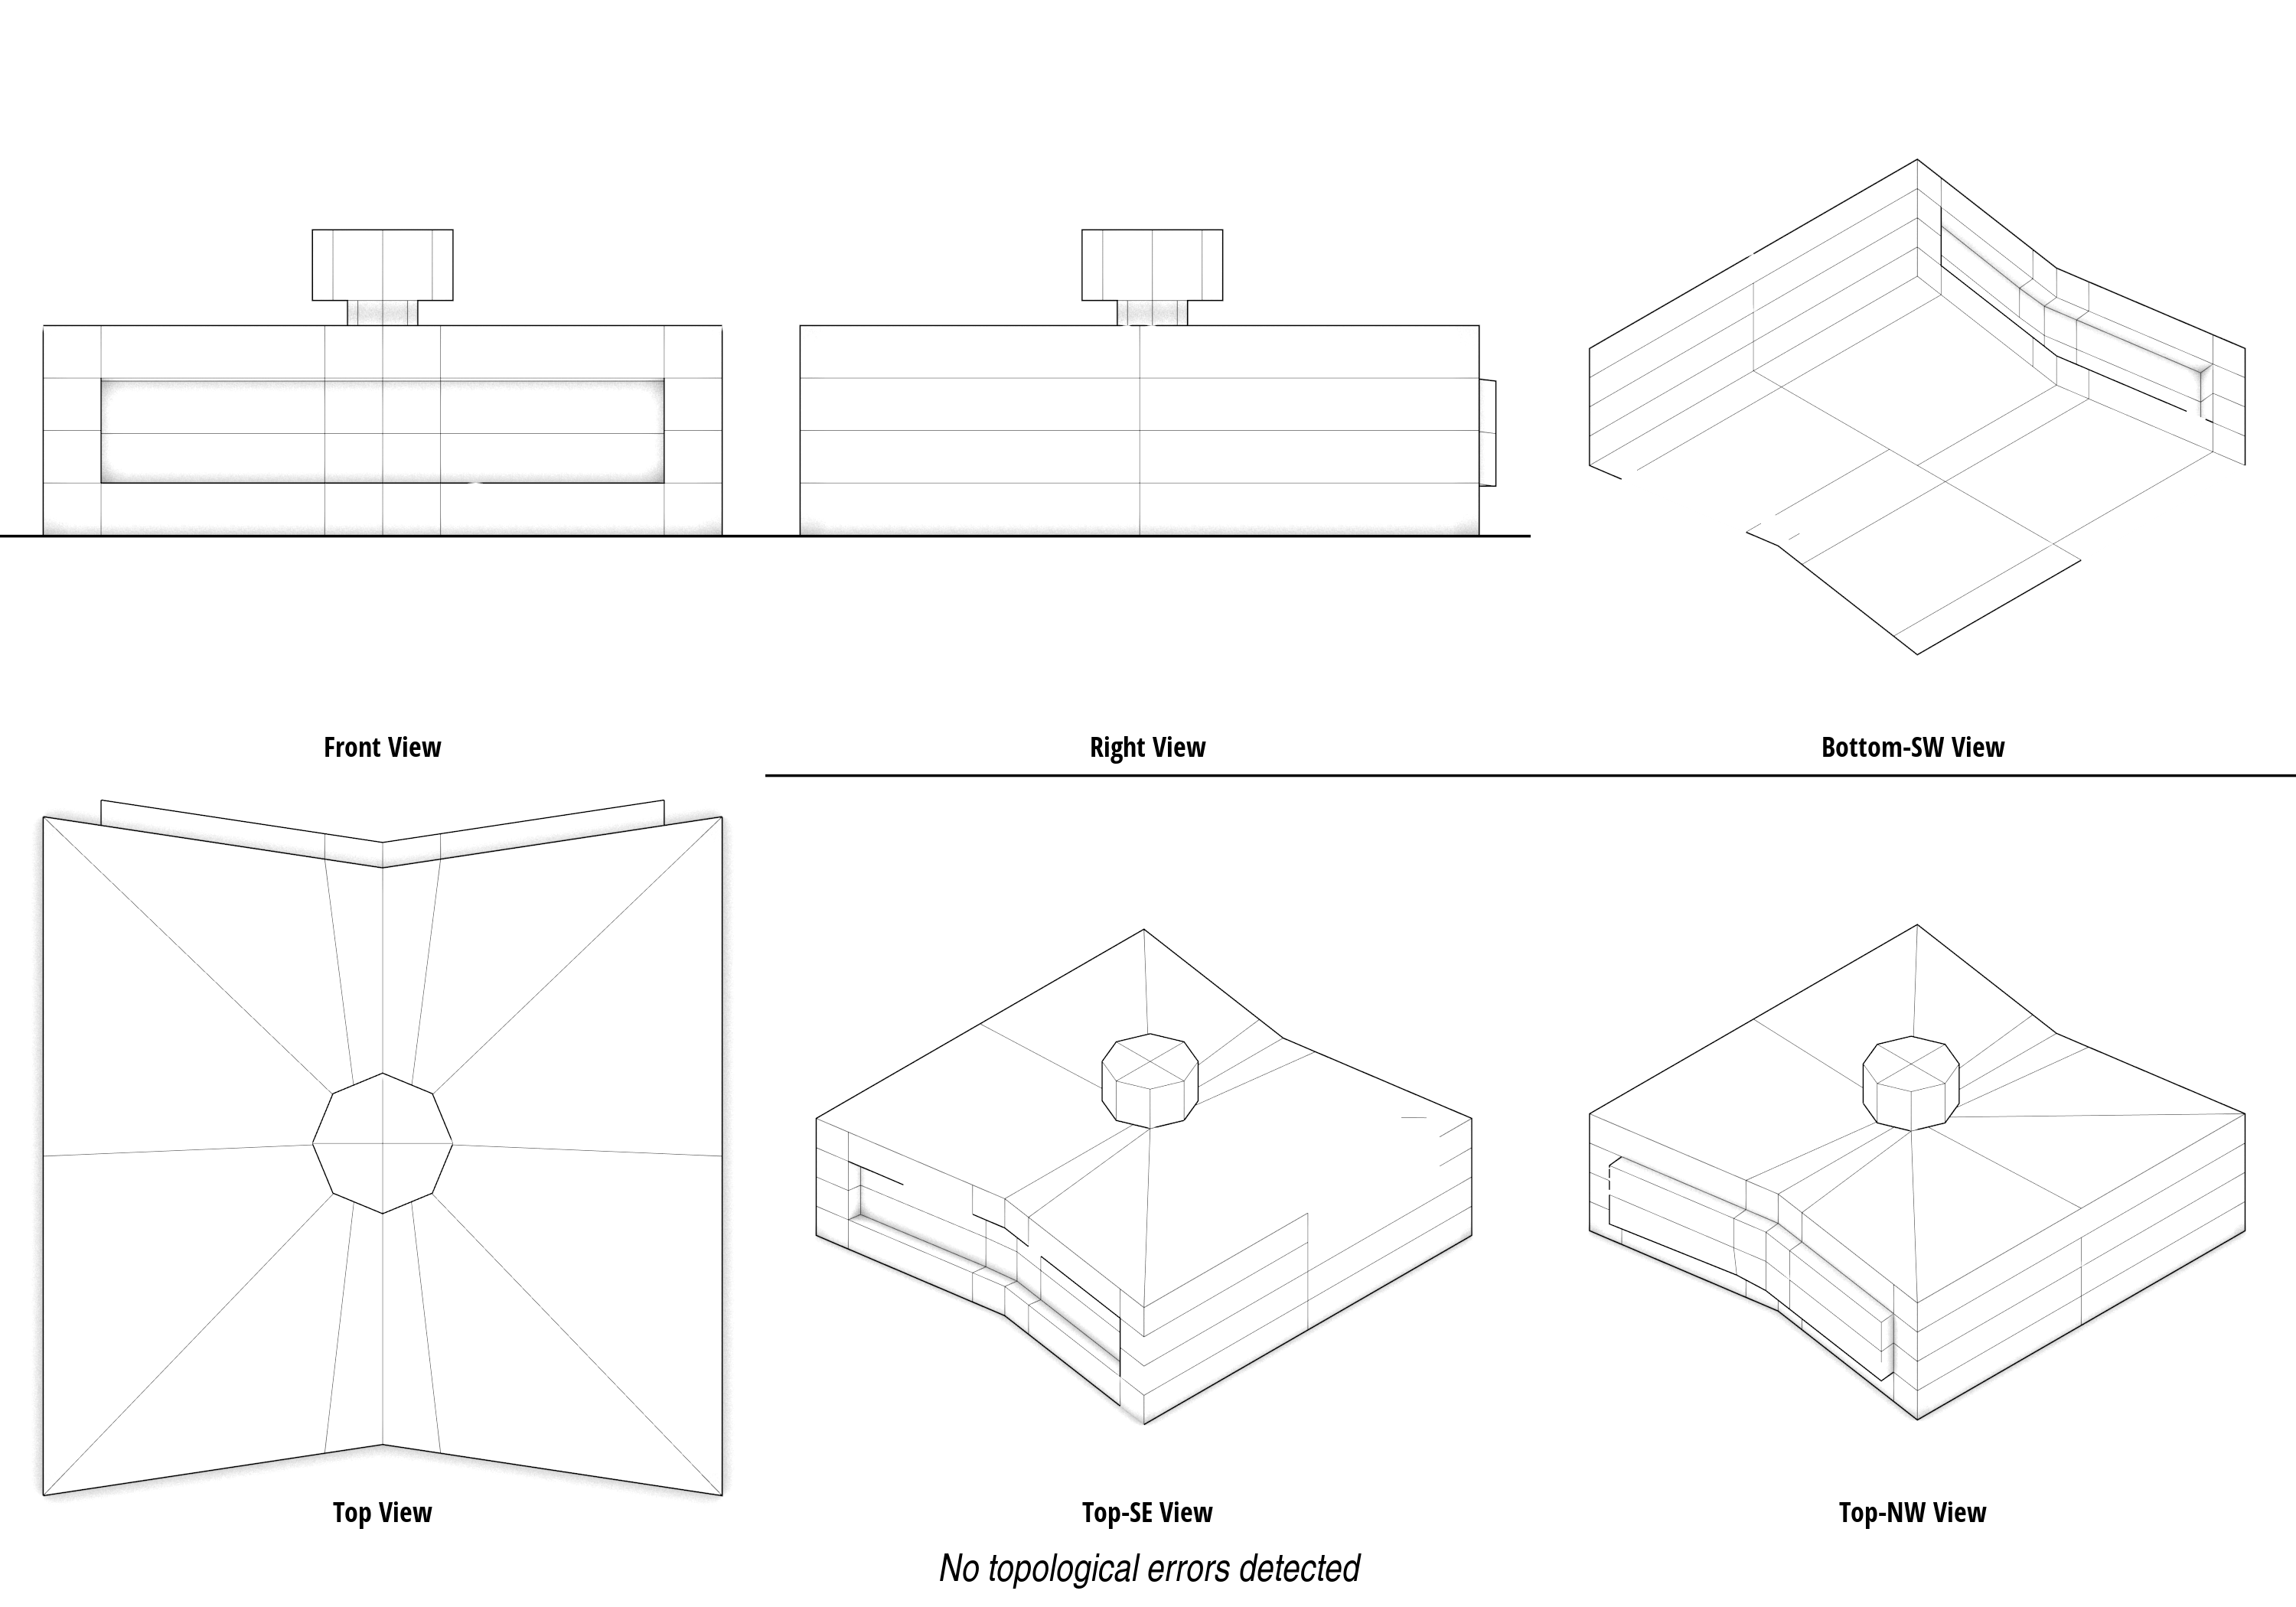 Front View
Right View
Bottom-SW View
Top View
Top-SE View
Top-NW View
No topological errors detected